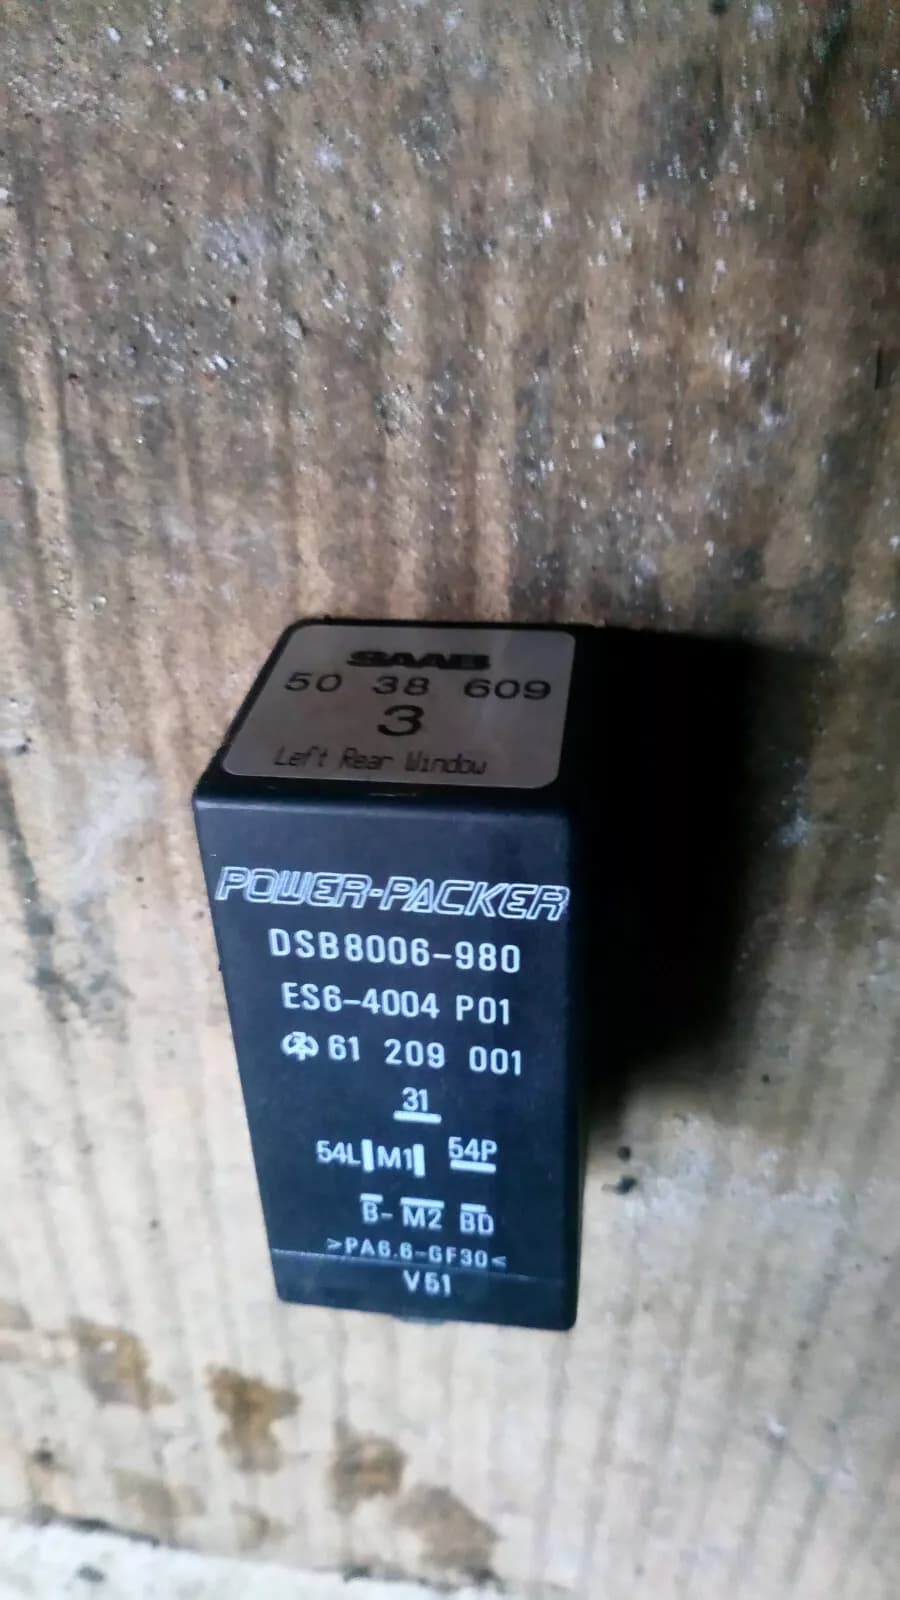 SAAB
50 38 609
3
Left Rear Window
POWER-PACKER
DSB8006-980
ES6-4004 P01
61 209 001
31
54L M1 54P
B- M2 BD
>PA6.6-GF30<
V51